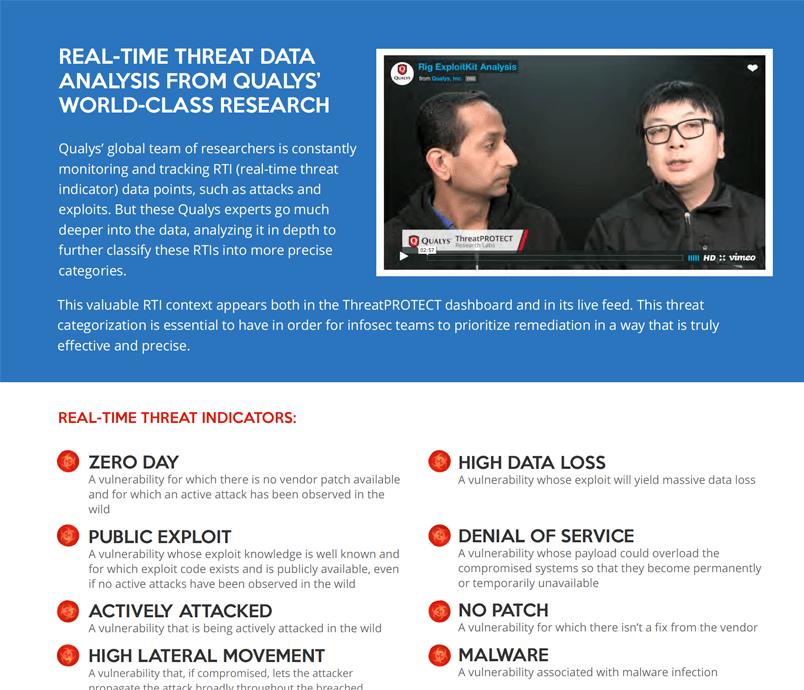 REAL-TIME THREAT DATA
ANALYSIS FROM QUALYS'
WORLD-CLASS RESEARCH
Qualys' global team of researchers is constantly
monitoring and tracking RTI (real-time threat
indicator) data points, such as attacks and
exploits. But these Qualys experts go much
deeper into the data, analyzing it in depth to
further classify these RTIs into more precise
categories.
QUALYS
Rig ExploitKit Analysis
from Qualys, Inc.
QUALYS ThreatPROTECT
Research Labs
02:57
HD vimeo
This valuable RTI context appears both in the ThreatPROTECT dashboard and in its live feed. This threat
categorization is essential to have in order for infosec teams to prioritize remediation in a way that is truly
effective and precise.
REAL-TIME THREAT INDICATORS:
ZERO DAY
A vulnerability for which there is no vendor patch available
and for which an active attack has been observed in the
wild
PUBLIC EXPLOIT
A vulnerability whose exploit knowledge is well known and
for which exploit code exists and is publicly available, even
if no active attacks have been observed in the wild
ACTIVELY ATTACKED
A vulnerability that is being actively attacked in the wild
HIGH LATERAL MOVEMENT
A vulnerability that, if compromised, lets the attacker
propagate the attack broadly throughout the breached
HIGH DATA LOSS
A vulnerability whose exploit will yield massive data loss
DENIAL OF SERVICE
A vulnerability whose payload could overload the
compromised systems so that they become permanently
or temporarily unavailable
NO PATCH
A vulnerability for which there isn't a fix from the vendor
MALWARE
A vulnerability associated with malware infection